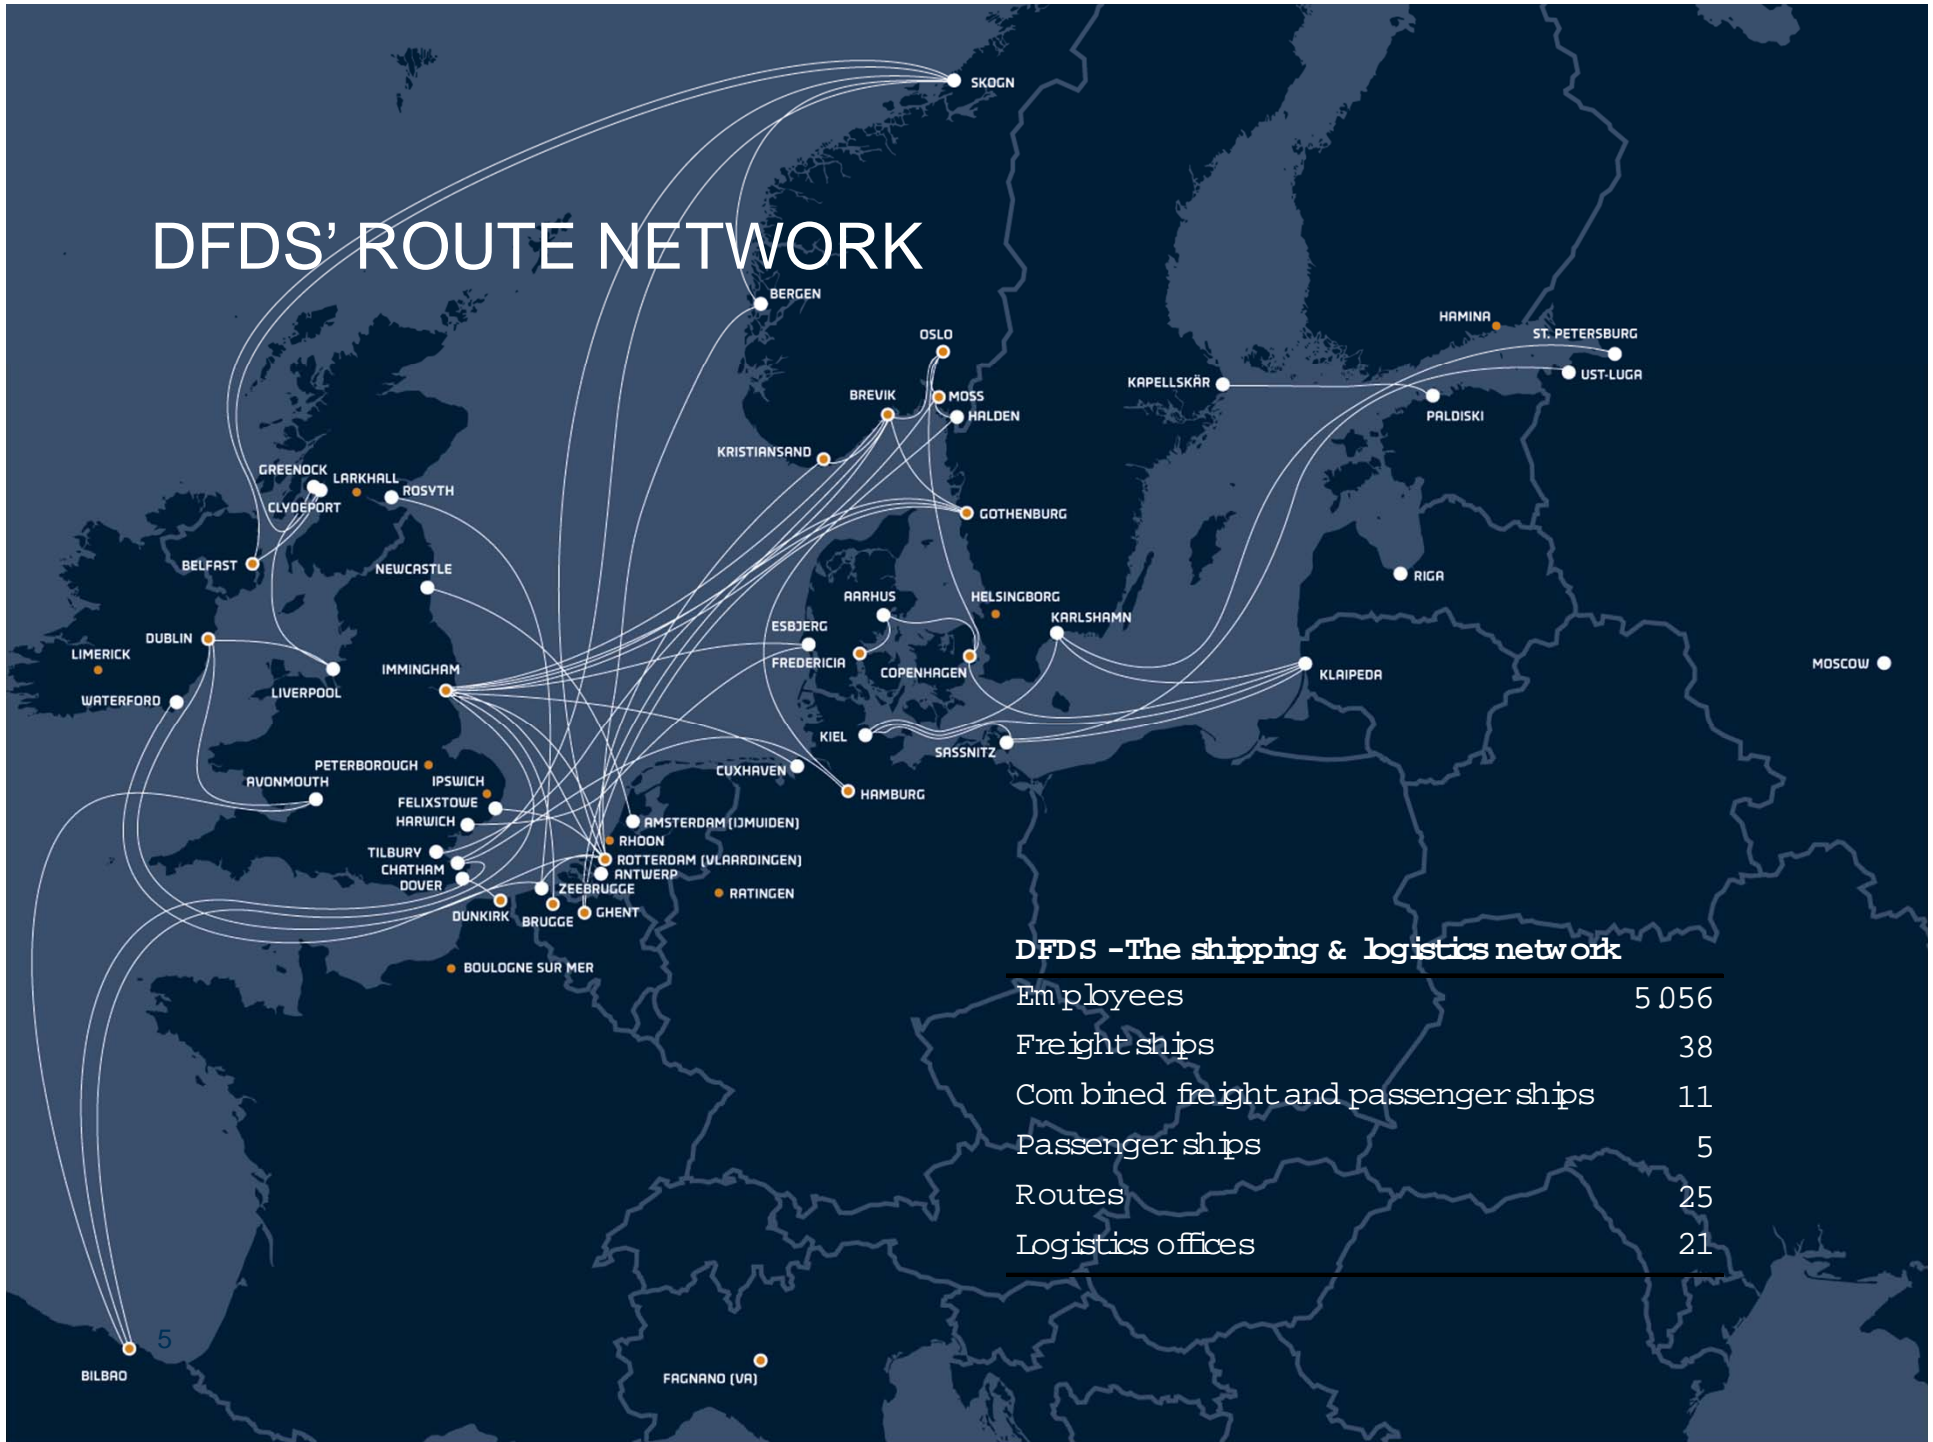 SKOGN
DFDS’ ROUTE NETWORK
BERGEN
HAMINA
OSLO
ST. PETERSBURG
UST-LUGA
KAPELLSKÄR
BREVIK
MOSS
HALDEN
PALDISKI
KRISTIANSAND
GREENOCK
LARKHALL
ROSYTH
CLYDEPORT
GOTHENBURG
BELFAST
NEWCASTLE
RIGA
AARHUS
HELSINGBORG
KARLSHAMN
ESBJERG
DUBLIN
LIMERICK
IMMINGHAM
FREDERICIA
COPENHAGEN
KLAIPEDA
MOSCOW
LIVERPOOL
WATERFORD
KIEL
SASSNITZ
PETERBOROUGH
CUXHAVEN
AVONMOUTH
IPSWICH
HAMBURG
FELIXSTOWE
HARWICH
AMSTERDAM (IJMUIDEN)
RHOON
TILBURY
ROTTERDAM (VLAARDINGEN)
CHATHAM
ANTWERP
DOVER
ZEEBRUGGE
RATINGEN
DUNKIRK
BRUGGE
GHENT
BOULOGNE SUR MER
DFDS - The shipping & logistics network
Employees 5.056
Freight ships 38
Combined freight and passenger ships 11
Passenger ships 5
Routes 25
Logistics offices 21
5
BILBAO
FAGNANO (VA)